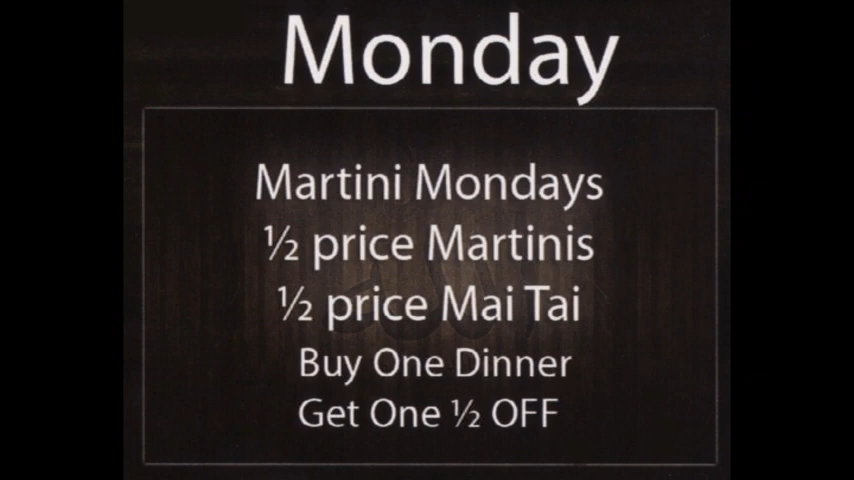 Monday
Martini Mondays
½ price Martinis
½ price Mai Tai
Buy One Dinner
Get One ½ OFF